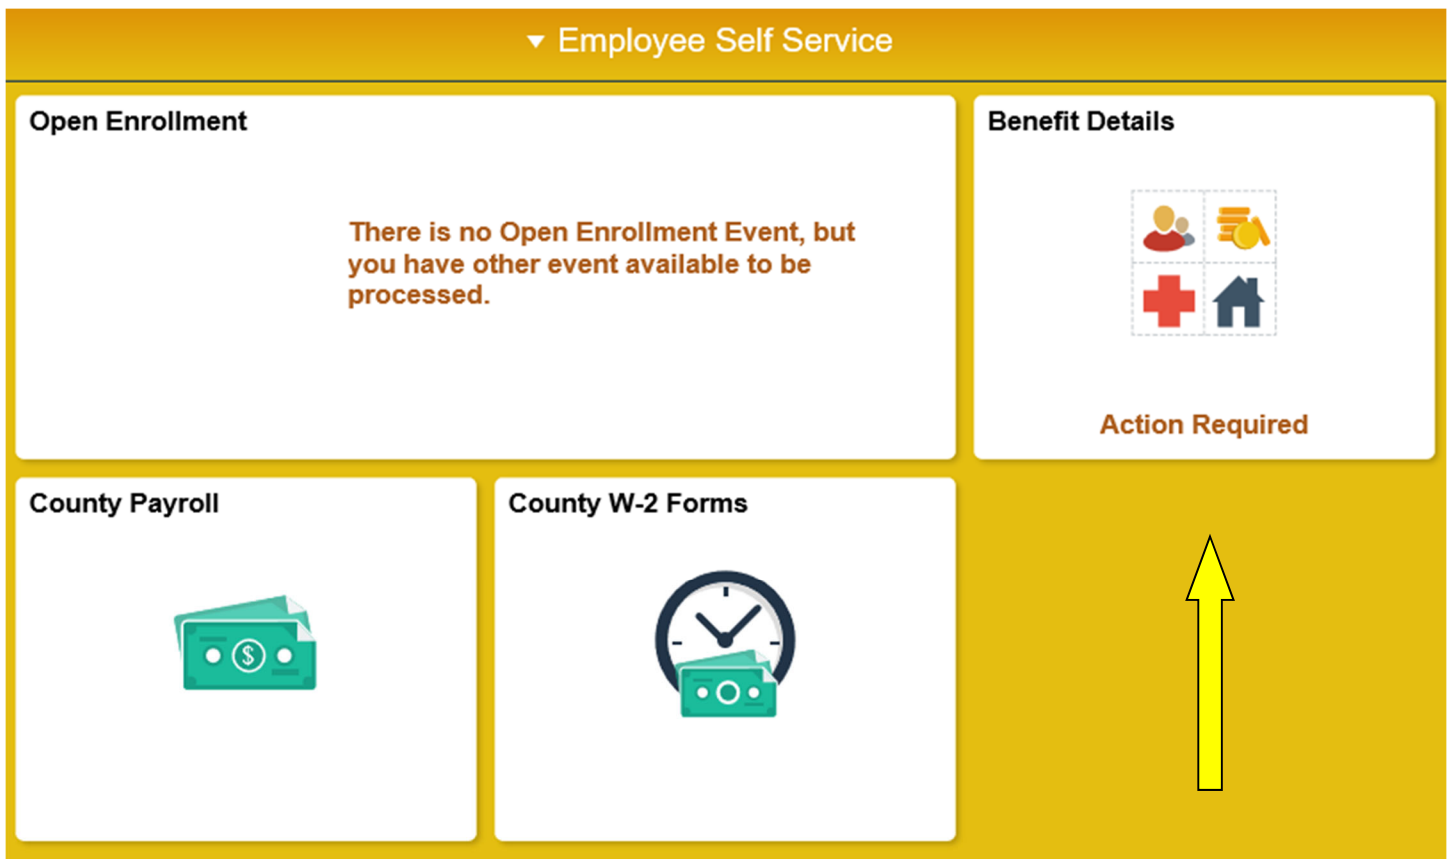 Employee Self Service
Open Enrollment
There is no Open Enrollment Event, but
you have other event available to be
processed.
Benefit Details
Action Required
County Payroll
$
County W-2 Forms